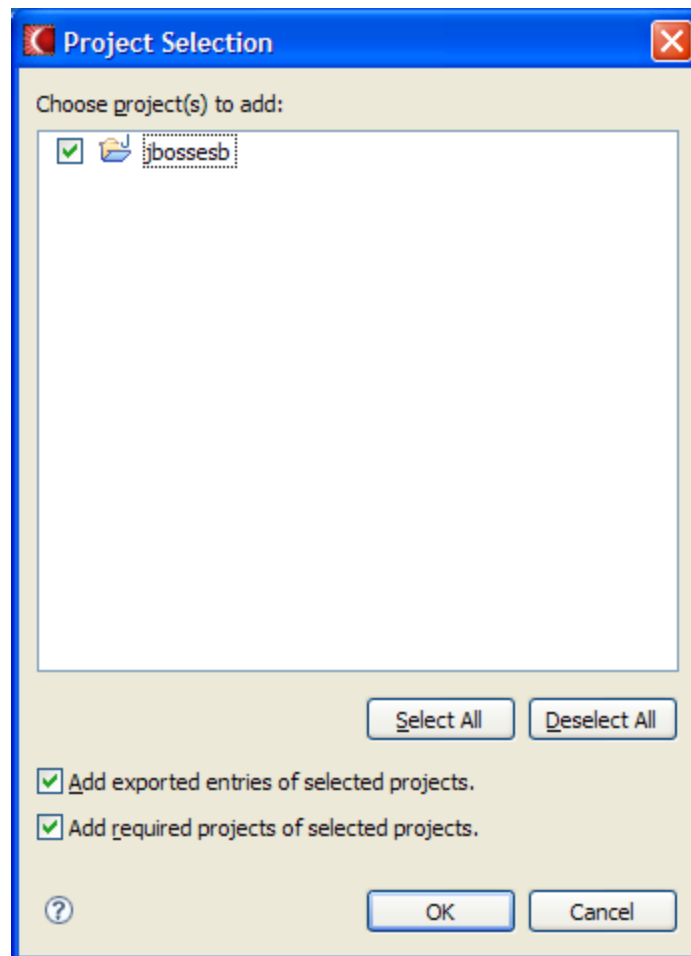 Project Selection
Choose project(s) to add:
jbossesb
Select All Deselect All
Add exported entries of selected projects.
Add required projects of selected projects.
? OK Cancel